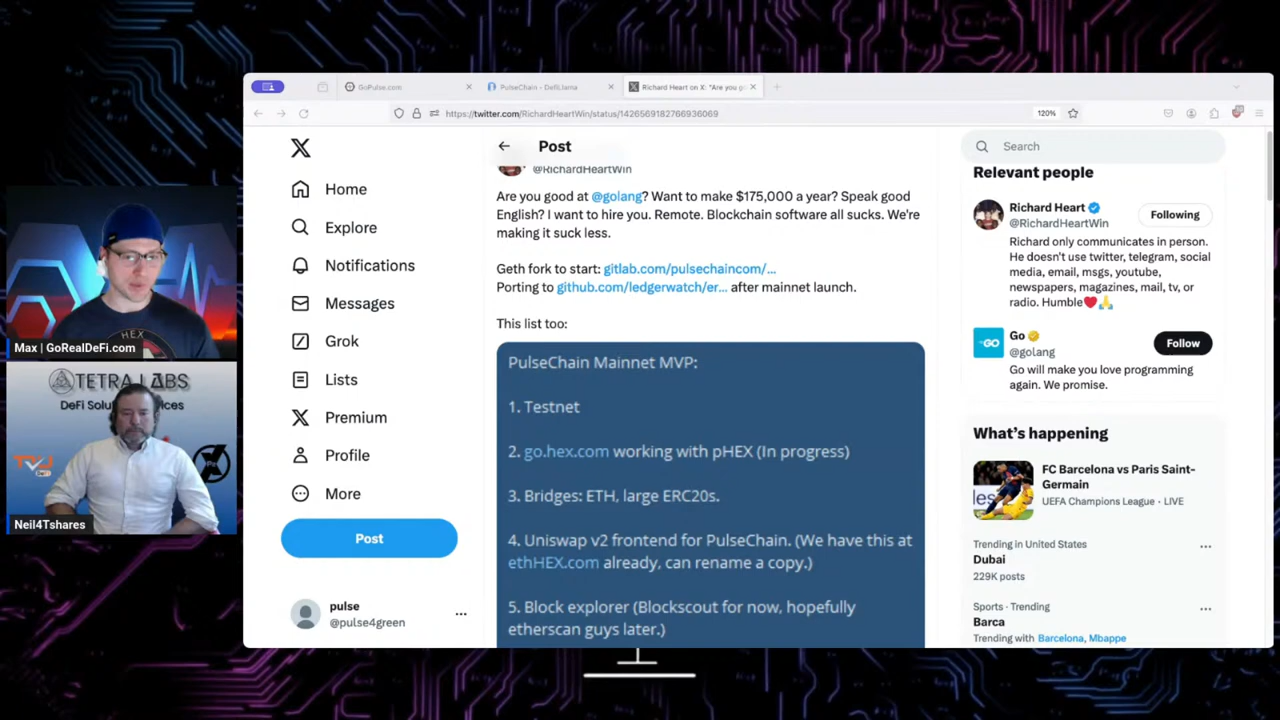 GoPulse.com
PulseChain - DefiLlama
Richard Heart on X: "Are you go
https://twitter.com/RichardHeartWin/status/1426569182766936069
120%
Home
Explore
Notifications
Messages
Grok
Lists
Premium
Profile
More
Post
pulse
@pulse4green
Post
@RichardHeartWin
Are you good at @golang? Want to make $175,000 a year? Speak good
English? I want to hire you. Remote. Blockchain software all sucks. We're
making it suck less.
Geth fork to start: gitlab.com/pulsechaincom/...
Porting to github.com/ledgerwatch/er... after mainnet launch.
This list too:
PulseChain Mainnet MVP:
1. Testnet
2. go.hex.com working with pHEX (In progress)
3. Bridges: ETH, large ERC20s.
4. Uniswap v2 frontend for PulseChain. (We have this at
ethHEX.com already, can rename a copy.)
5. Block explorer (Blockscout for now, hopefully
etherscan guys later.)
Search
Relevant people
Richard Heart
@RichardHeartWin
Following
Richard only communicates in person.
He doesn't use twitter, telegram, social
media, email, msgs, youtube,
newspapers, magazines, mail, tv, or
radio. Humble
GO
Go
@golang
Follow
Go will make you love programming
again. We promise.
What's happening
FC Barcelona vs Paris Saint-
Germain
UEFA Champions League · LIVE
Trending in United States
Dubai
229K posts
Sports · Trending
Barca
Trending with Barcelona, Mbappe
HEX
Max | GoRealDeFi.com
TETRA LABS
Neil4Tshares